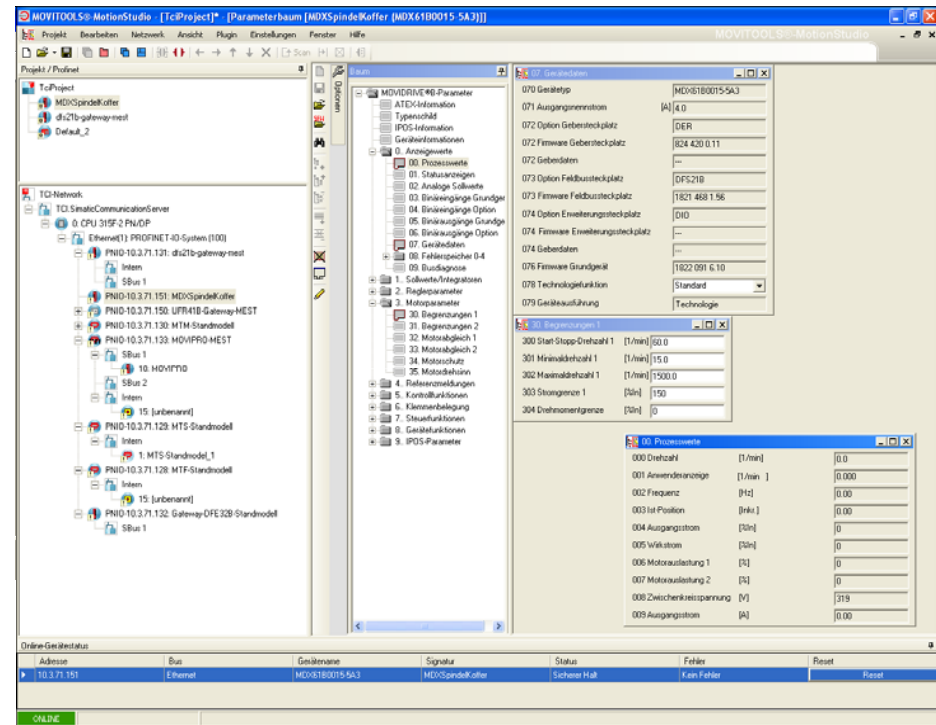 MOVITOOLS®-MotionStudio - [TciProject]* - [Parameterbaum [MDXSpindelKoffer (MDX61B0015-5A3)]]
Projekt Bearbeiten Netzwerk Ansicht Plugin Einstellungen Fenster Hilfe
MOVITOOLS®-MotionStudio
Scan
Projekt / Profinet
TciProject
MDXSpindelKoffer
dfs21b-gateway-mest
Default_2
TCI-Network
TCI.SimaticCommunicationServer
0: CPU 315F-2 PN/DP
Ethernet(1): PROFINET-IO-System (100)
PNIO-10.3.71.131: dfs21b-gateway-mest
Intern
SBus 1
PNIO-10.3.71.151: MDXSpindelKoffer
PNIO-10.3.71.150: UFR41B-Gateway-MEST
PNIO-10.3.71.130: MTM-Standmodell
PNIO-10.3.71.133: MOVIPRO-MEST
SBus 1
10: MOVIPRO
SBus 2
Intern
15: [unbenannt]
PNIO-10.3.71.129: MTS-Standmodell
Intern
1: MTS-Standmodel_1
PNIO-10.3.71.128: MTF-Standmodell
Intern
15: [unbenannt]
PNIO-10.3.71.132: Gateway-DFE32B-Standmodell
SBus 1
Optionen
Baum
MOVIDRIVE®B-Parameter
ATEX-Information
Typenschild
IPOS-Information
Geräteinformationen
0.. Anzeigewerte
00. Prozesswerte
01. Statusanzeigen
02. Analoge Sollwerte
03. Binäreingänge Grundger
04. Binäreingänge Option
05. Binärausgänge Grundge
06. Binärausgänge Option
07. Gerätedaten
08. Fehlerspeicher 0-4
09. Busdiagnose
1.. Sollwerte/Integratoren
2.. Reglerparameter
3.. Motorparameter
30. Begrenzungen 1
31. Begrenzungen 2
32. Motorabgleich 1
33. Motorabgleich 2
34. Motorschutz
35. Motordrehsinn
4.. Referenzmeldungen
5.. Kontrollfunktionen
6.. Klemmenbelegung
7.. Steuerfunktionen
8.. Gerätefunktionen
9.. IPOS-Parameter
07. Gerätedaten
070 Gerätetyp MDX61B0015-5A3
071 Ausgangsnennstrom [A] 4.0
072 Option Gebersteckplatz DER
072 Firmware Gebersteckplatz 824 420 0.11
072 Geberdaten ---
073 Option Feldbussteckplatz DFS21B
073 Firmware Feldbussteckplatz 1821 468 1.56
074 Option Erweiterungssteckplatz DIO
074 Firmware Erweiterungssteckplatz ---
074 Geberdaten ---
076 Firmware Grundgerät 1822 091 6.10
078 Technologiefunktion Standard
079 Geräteausführung Technologie
30. Begrenzungen 1
300 Start-Stopp-Drehzahl 1 [1/min] 60.0
301 Minimaldrehzahl 1 [1/min] 15.0
302 Maximaldrehzahl 1 [1/min] 1500.0
303 Stromgrenze 1 [%In] 150
304 Drehmomentgrenze [%In] 0
00. Prozesswerte
000 Drehzahl [1/min] 0.0
001 Anwenderanzeige [1/min ] 0.000
002 Frequenz [Hz] 0.00
003 Ist-Position [Inkr.] 0.00
004 Ausgangsstrom [%In] 0
005 Wirkstrom [%In] 0
006 Motorauslastung 1 [%] 0
007 Motorauslastung 2 [%] 0
008 Zwischenkreisspannung [V] 319
009 Ausgangsstrom [A] 0.00
Online-Gerätestatus
Adresse Bus Gerätename Signatur Status Fehler Reset
10.3.71.151 Ethernet MDX61B0015-5A3 MDXSpindelKoffer Sicherer Halt Kein Fehler Reset
ONLINE